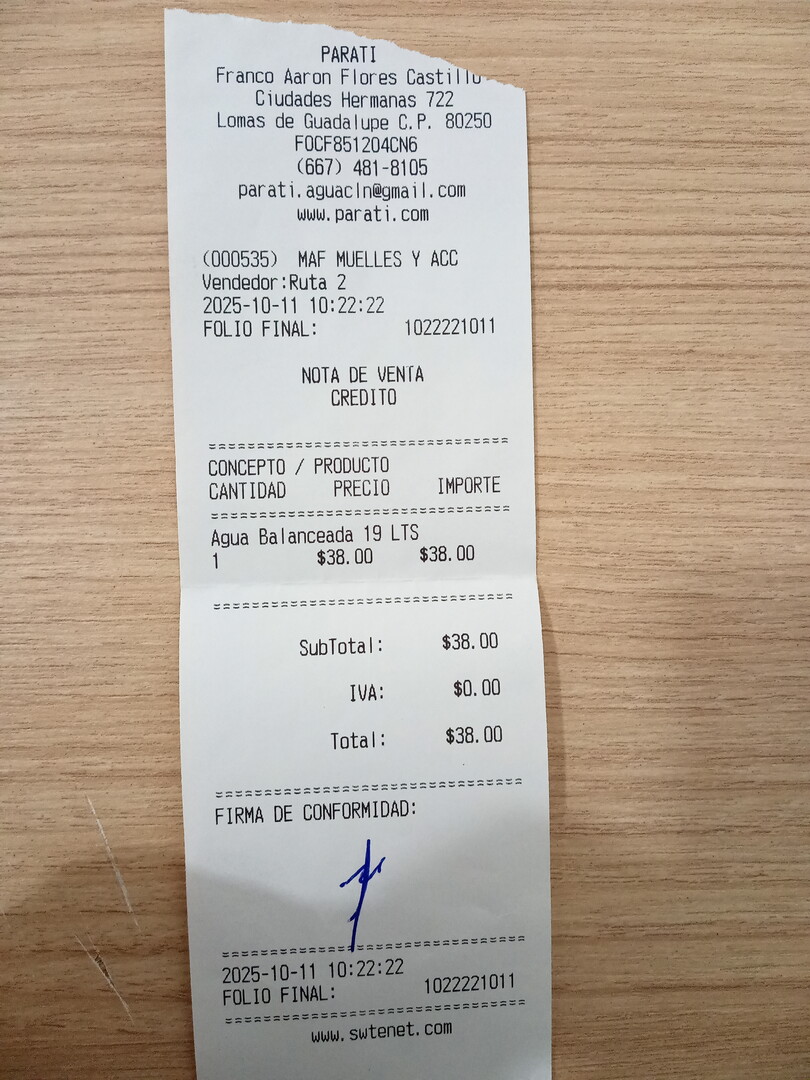 PARATI
Franco Aaron Flores Castillo
Ciudades Hermanas 722
Lomas de Guadalupe C.P. 80250
FOCF851204CN6
(667) 481-8105
parati.aguacln@gmail.com
www.parati.com
(000535) MAF MUELLES Y ACC
Vendedor:Ruta 2
2025-10-11 10:22:22
FOLIO FINAL: 1022221011
NOTA DE VENTA
CREDITO
================================
CONCEPTO / PRODUCTO
CANTIDAD PRECIO IMPORTE
================================
Agua Balanceada 19 LTS
1 $38.00 $38.00
================================
SubTotal: $38.00
IVA: $0.00
Total: $38.00
================================
FIRMA DE CONFORMIDAD:
================================
2025-10-11 10:22:22
FOLIO FINAL: 1022221011
================================
www.swtenet.com